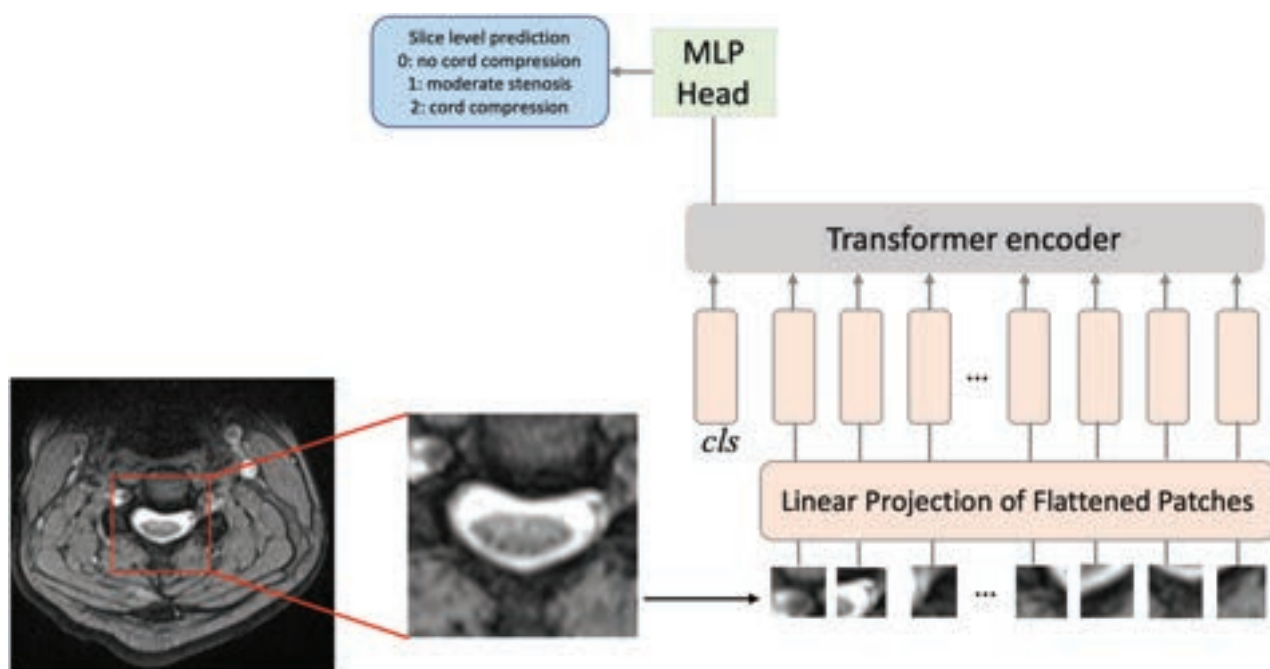 Slice level prediction
0: no cord compression
1: moderate stenosis
2: cord compression
MLP
Head
Transformer encoder
...
cls
Linear Projection of Flattened Patches
...